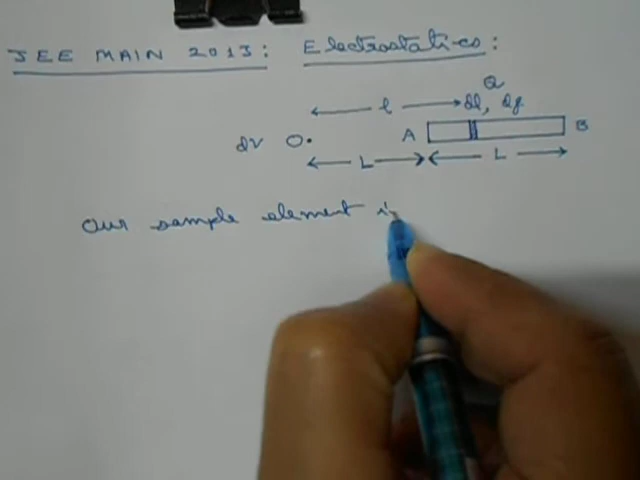 JEE MAIN 2013: Electrostatics:
Q
l dl, dq
dV O A B
L L
Our sample element i